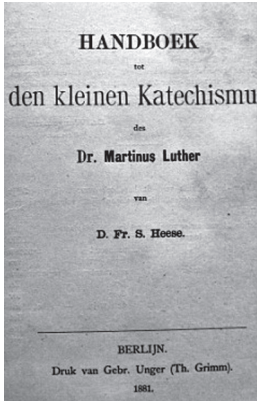 HANDBOEK
tot
den kleinen Katechismu
des
Dr. Martinus Luther
van
D. Fr. S. Heese.
BERLIJN.
Druk van Gebr. Unger (Th. Grimm).
1881.